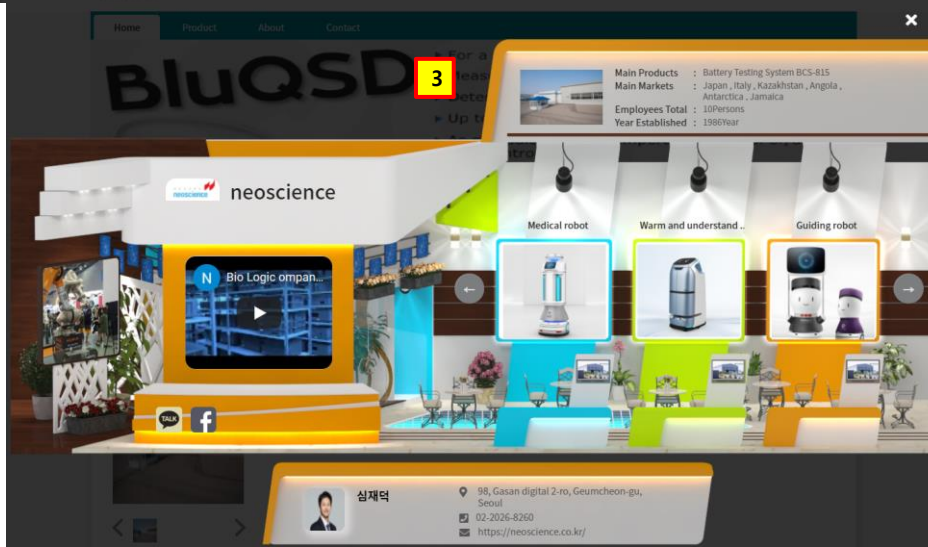 Home Product About Contact
BluQSD
▸ For a
3
Main Products : Battery Testing System BCS-815
Main Markets : Japan , Italy , Kazakhstan , Angola ,
Antarctica , Jamaica
Employees Total : 10Persons
Year Established : 1986Year
▸ Up to
neoscience
neoscience
Medical robot
Warm and understand ..
Guiding robot
N Bio Logic ompan...
←
→
TALK
f
심재덕
98, Gasan digital 2-ro, Geumcheon-gu,
Seoul
02-2026-8260
https://neoscience.co.kr/